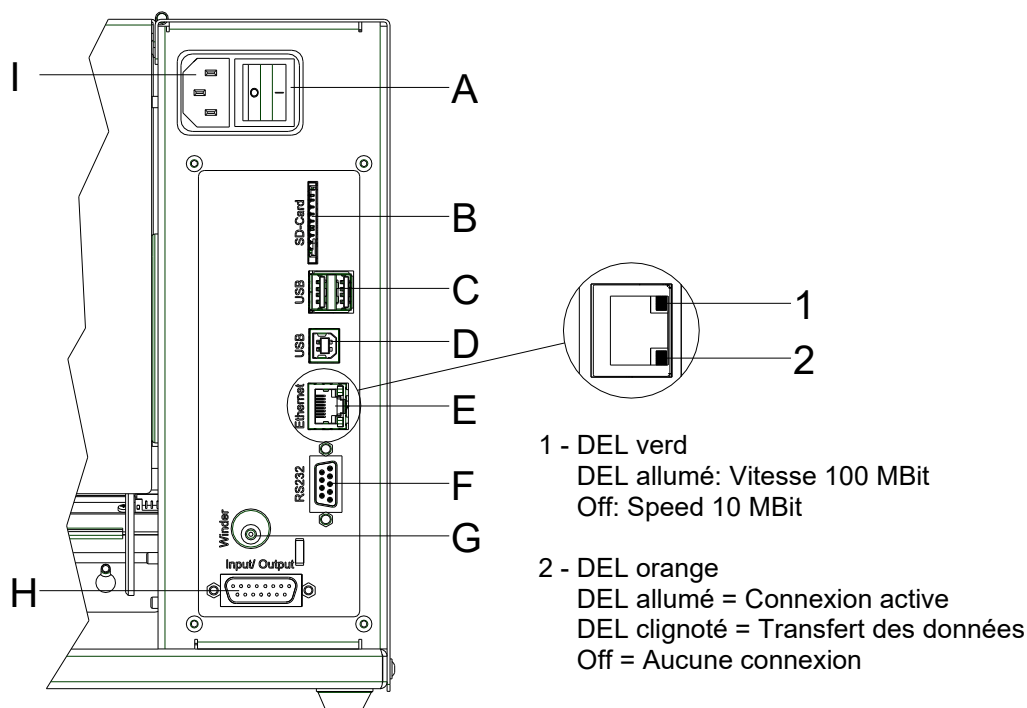 I
A
SD-Card
B
USB
C
USB
D
Ethernet
E
RS232
F
Winder
G
Input/ Output
H
1
2
1 - DEL verd
DEL allumé: Vitesse 100 MBit
Off: Speed 10 MBit
2 - DEL orange
DEL allumé = Connexion active
DEL clignoté = Transfert des données
Off = Aucune connexion